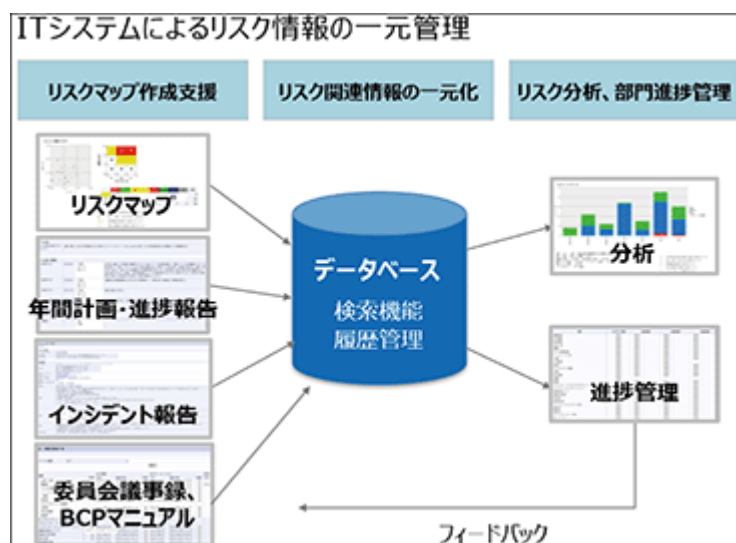 ITシステムによるリスク情報の一元管理
リスクマップ作成支援
リスク関連情報の一元化
リスク分析、部門進捗管理
リスクマップ
年間計画・進捗報告
インシデント報告
委員会議事録、
BCPマニュアル
データベース
検索機能
履歴管理
分析
進捗管理
フィードバック